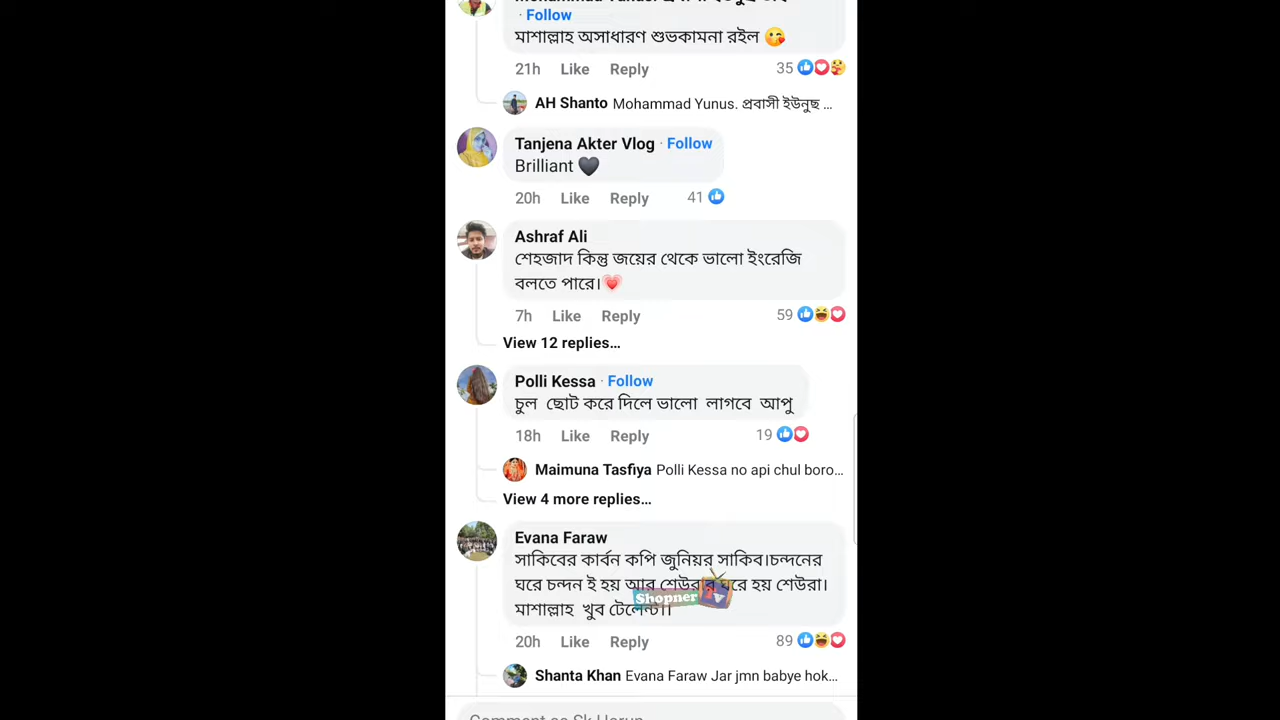 · Follow
মাশাল্লাহ অসাধারণ শুভকামনা রইল 😘
21h Like Reply 35
AH Shanto Mohammad Yunus. প্রবাসী ইউনুছ ...
Tanjena Akter Vlog · Follow
Brilliant 🖤
20h Like Reply 41
Ashraf Ali
শেহজাদ কিন্তু জয়ের থেকে ভালো ইংরেজি
বলতে পারে।💗
7h Like Reply 59
View 12 replies...
Polli Kessa · Follow
চুল ছোট করে দিলে ভালো লাগবে আপু
18h Like Reply 19
Maimuna Tasfiya Polli Kessa no api chul boro...
View 4 more replies...
Evana Faraw
সাকিবের কার্বন কপি জুনিয়র সাকিব।চন্দনের
ঘরে চন্দন ই হয় আর শেউরার ঘরে হয় শেউরা।
মাশাল্লাহ খুব টেলেন্ট।।
Shopner TV
20h Like Reply 89
Shanta Khan Evana Faraw Jar jmn babye hok...